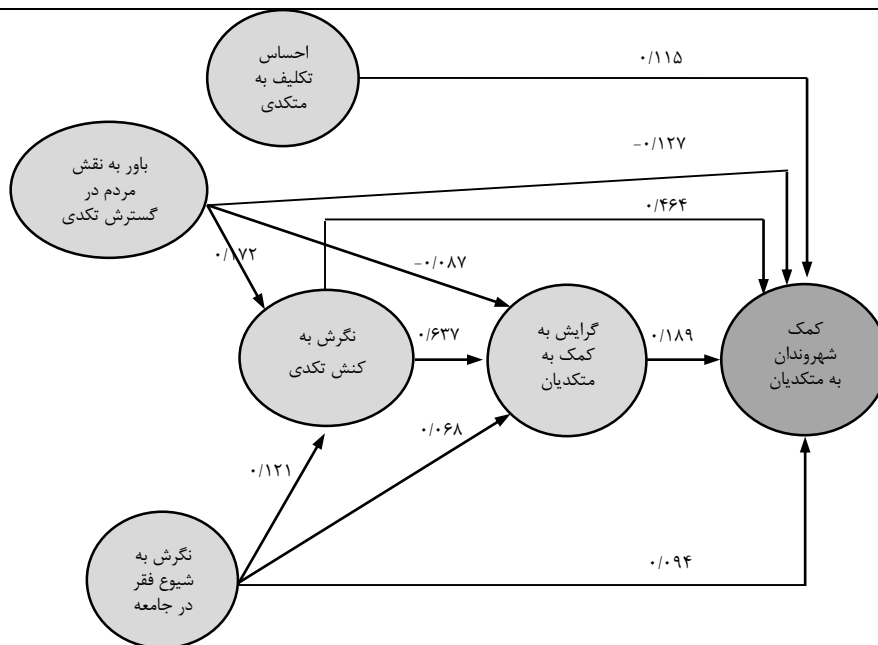 احساس
تکلیف به
متکدی
۰/۱۱۵
باور به نقش
مردم در
گسترش تکدی
-۰/۱۲۷
۰/۴۶۴
۰/۱۷۲
-۰/۰۸۷
نگرش به
کنش تکدی
۰/۶۳۷
گرایش به
کمک به
متکدیان
۰/۱۸۹
کمک
شهروندان
به متکدیان
۰/۰۶۸
۰/۱۲۱
نگرش به
شیوع فقر
در جامعه
۰/۰۹۴